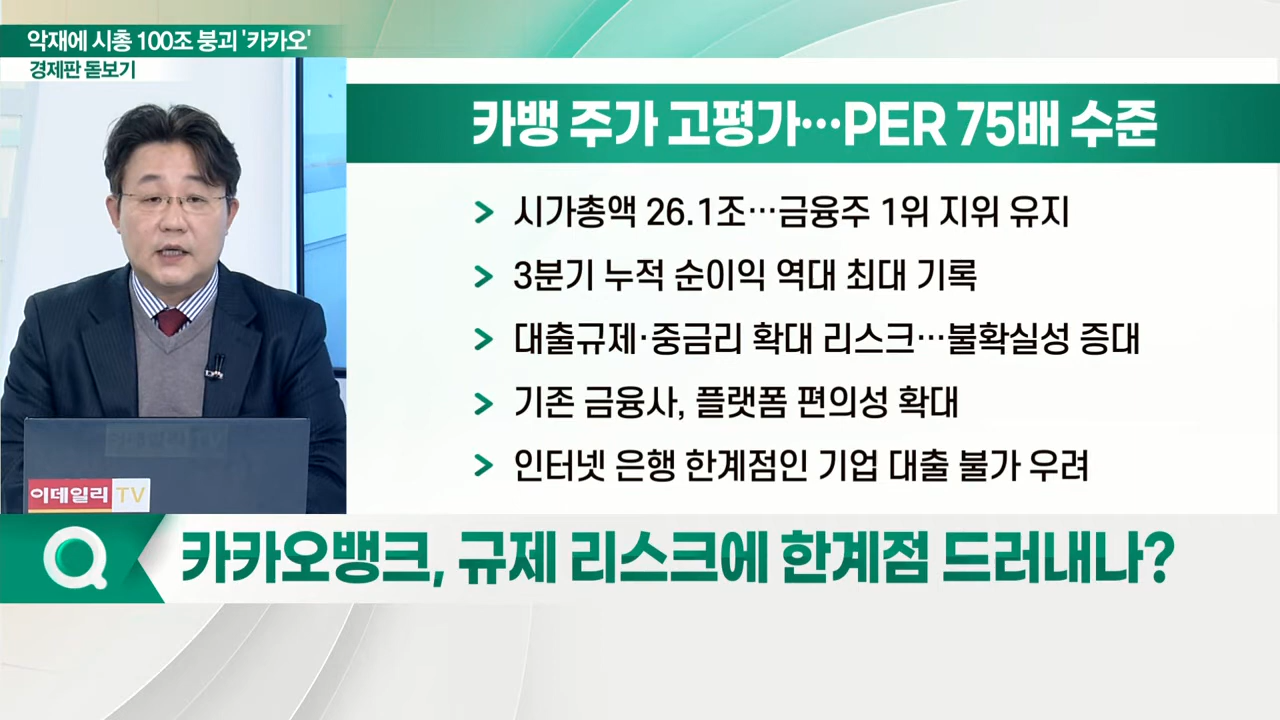 악재에 시총 100조 붕괴 '카카오'
경제판 돋보기
카뱅 주가 고평가…PER 75배 수준
> 시가총액 26.1조…금융주 1위 지위 유지
> 3분기 누적 순이익 역대 최대 기록
> 대출규제·중금리 확대 리스크…불확실성 증대
> 기존 금융사, 플랫폼 편의성 확대
> 인터넷 은행 한계점인 기업 대출 불가 우려
이데일리 TV
Q 카카오뱅크, 규제 리스크에 한계점 드러내나?